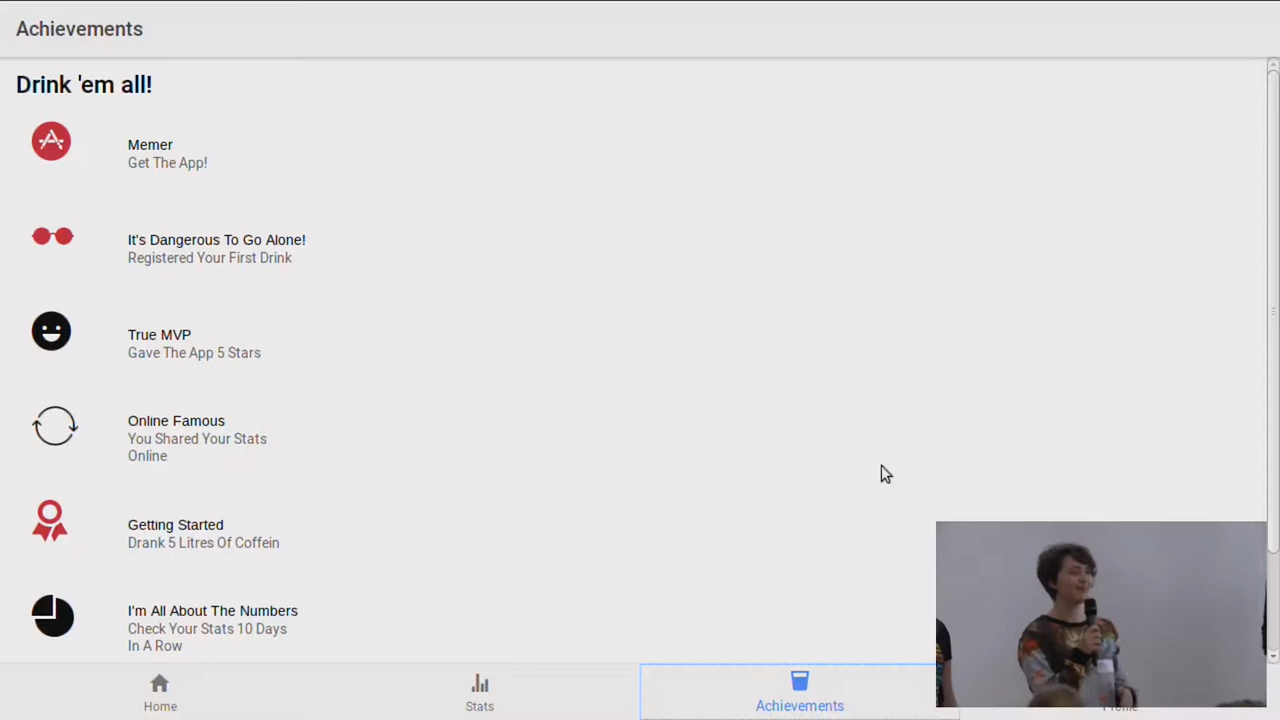 Achievements
Drink 'em all!
Memer
Get The App!
It's Dangerous To Go Alone!
Registered Your First Drink
True MVP
Gave The App 5 Stars
Online Famous
You Shared Your Stats
Online
Getting Started
Drank 5 Litres Of Coffein
I'm All About The Numbers
Check Your Stats 10 Days
In A Row
Home
Stats
Achievements